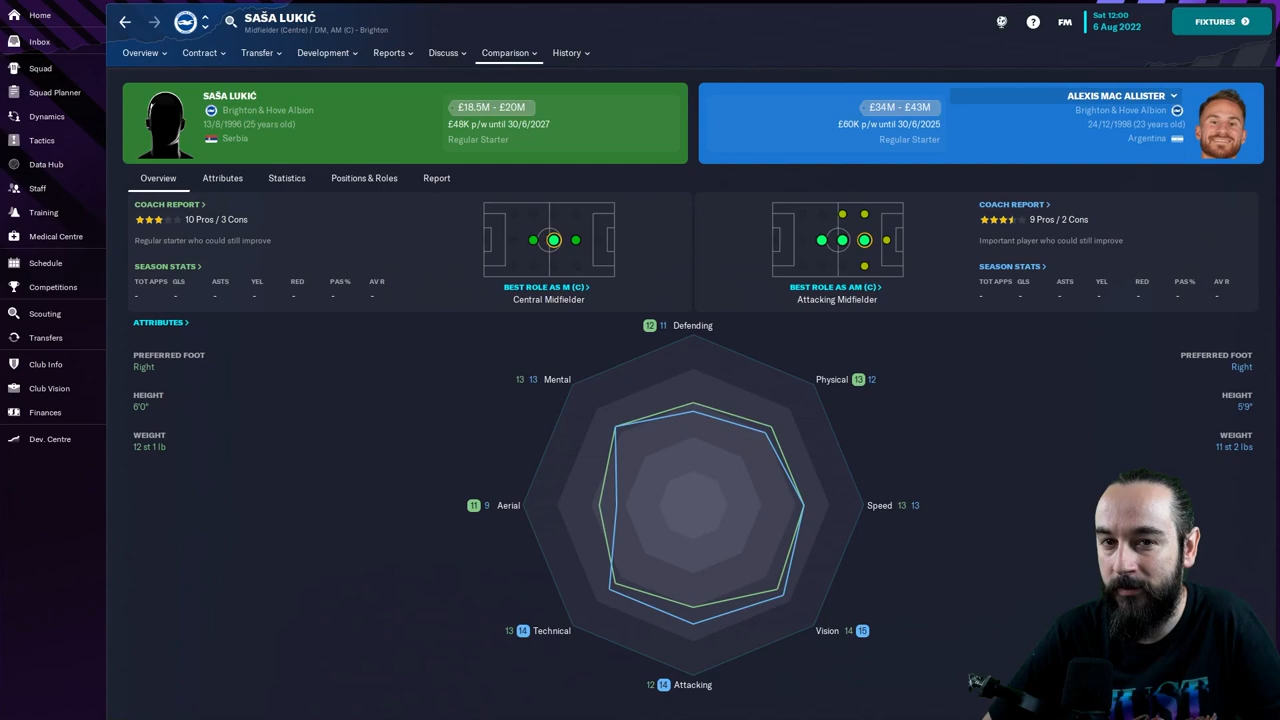 Home
Inbox
Squad
Squad Planner
Dynamics
Tactics
Data Hub
Staff
Training
Medical Centre
Schedule
Competitions
Scouting
Transfers
Club Info
Club Vision
Finances
Dev. Centre
SAŠA LUKIĆ
Midfielder (Centre) / DM, AM (C) - Brighton
FM
Sat 12:00
6 Aug 2022
FIXTURES
Overview
Contract
Transfer
Development
Reports
Discuss
Comparison
History
SAŠA LUKIĆ
Brighton & Hove Albion
13/8/1996 (25 years old)
Serbia
£18.5M - £20M
£48K p/w until 30/6/2027
Regular Starter
£34M - £43M
£60K p/w until 30/6/2025
Regular Starter
ALEXIS MAC ALLISTER
Brighton & Hove Albion
24/12/1998 (23 years old)
Argentina
Overview
Attributes
Statistics
Positions & Roles
Report
COACH REPORT >
10 Pros / 3 Cons
Regular starter who could still improve
SEASON STATS >
TOT APPS GLS ASTS YEL RED PAS% AV R
- - - - - - -
BEST ROLE AS M (C) >
Central Midfielder
BEST ROLE AS AM (C) >
Attacking Midfielder
COACH REPORT >
9 Pros / 2 Cons
Important player who could still improve
SEASON STATS >
TOT APPS GLS ASTS YEL RED PAS% AV R
- - - - - - -
ATTRIBUTES >
PREFERRED FOOT
Right
HEIGHT
6'0"
WEIGHT
12 st 1 lb
12 11 Defending
13 13 Mental
Physical 13 12
11 9 Aerial
Speed 13 13
13 14 Technical
Vision 14 15
12 14 Attacking
PREFERRED FOOT
Right
HEIGHT
5'9"
WEIGHT
11 st 2 lbs